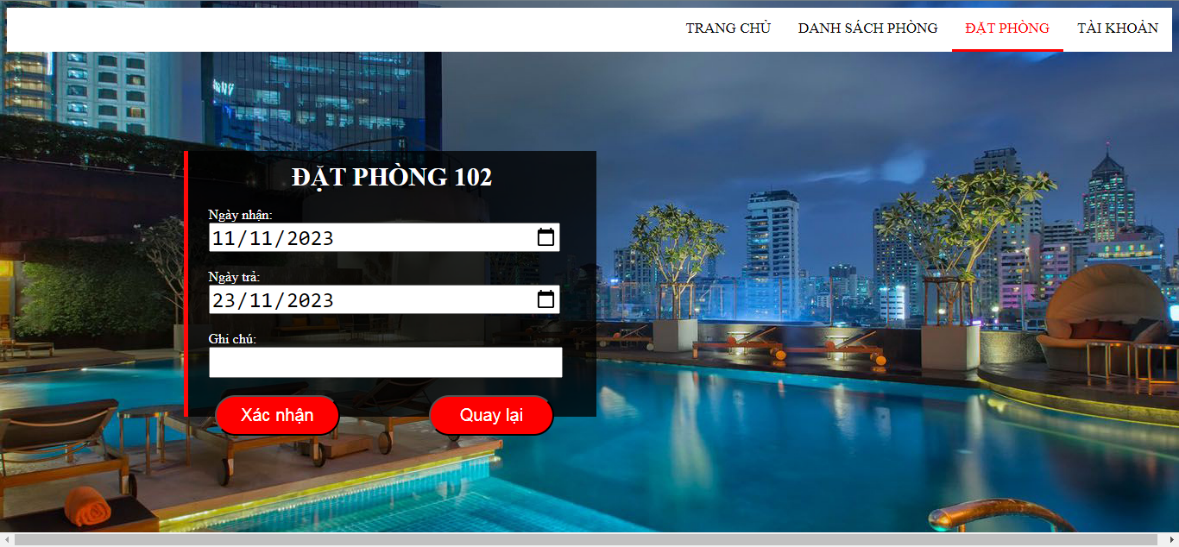 TRANG CHỦ DANH SÁCH PHÒNG ĐẶT PHÒNG TÀI KHOẢN
ĐẶT PHÒNG 102
Ngày nhận:
11/11/2023
Ngày trả:
23/11/2023
Ghi chú:
Xác nhận Quay lại